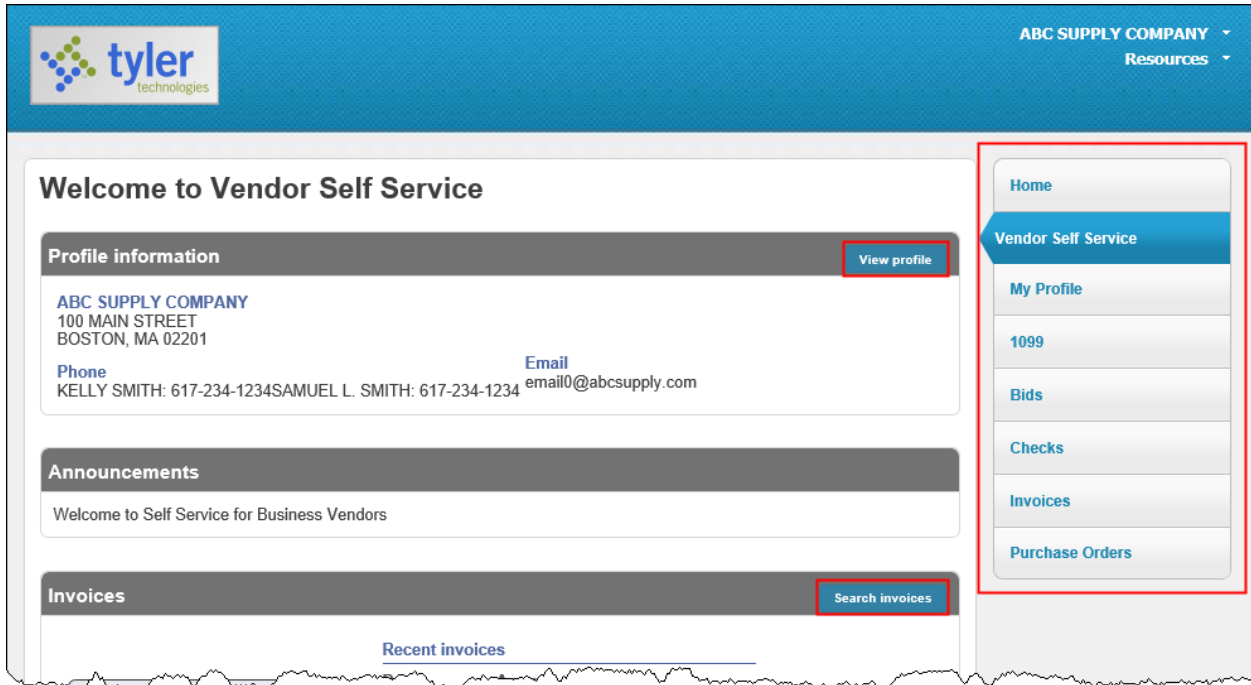 tyler
technologies
ABC SUPPLY COMPANY
Resources
Welcome to Vendor Self Service
Profile information
View profile
ABC SUPPLY COMPANY
100 MAIN STREET
BOSTON, MA 02201
Phone
KELLY SMITH: 617-234-1234SAMUEL L. SMITH: 617-234-1234
Email
email0@abcsupply.com
Announcements
Welcome to Self Service for Business Vendors
Invoices
Search invoices
Recent invoices
Home
Vendor Self Service
My Profile
1099
Bids
Checks
Invoices
Purchase Orders